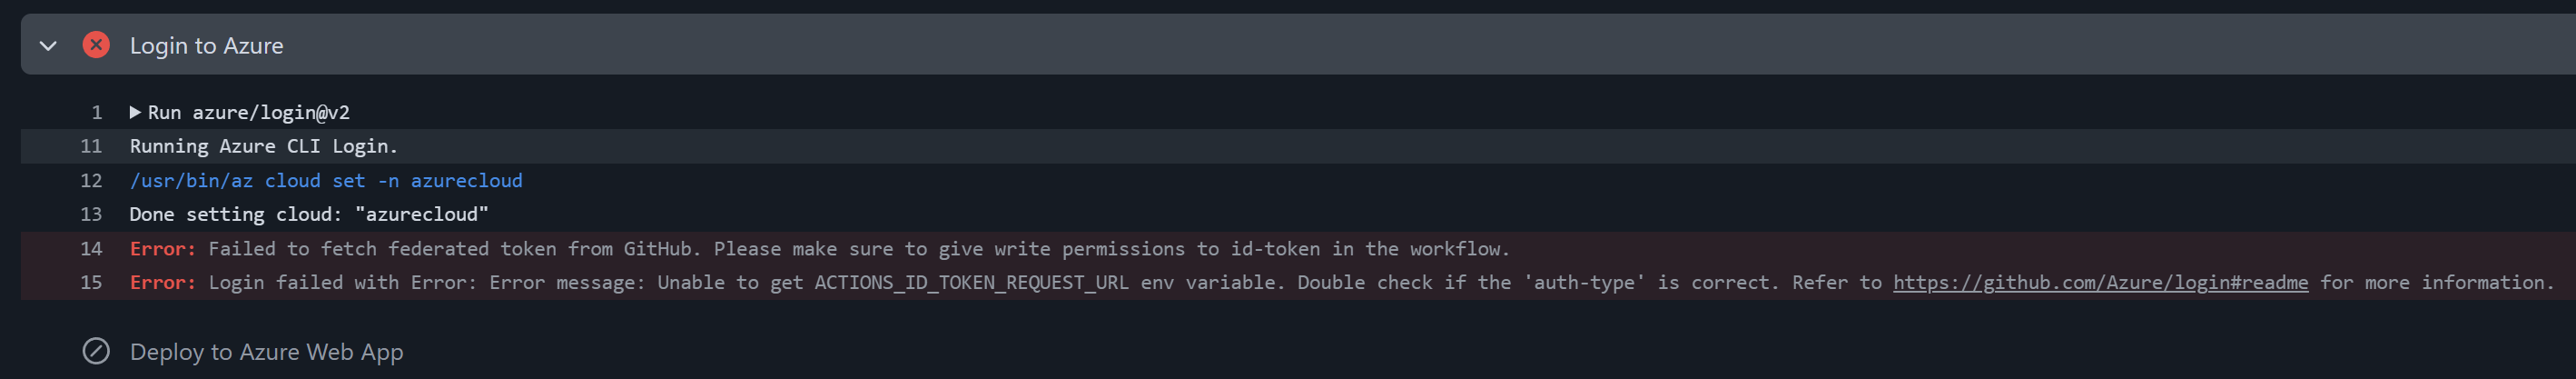 Login to Azure
1 Run azure/login@v2
11 Running Azure CLI Login.
12 /usr/bin/az cloud set -n azurecloud
13 Done setting cloud: "azurecloud"
14 Error: Failed to fetch federated token from GitHub. Please make sure to give write permissions to id-token in the workflow.
15 Error: Login failed with Error: Error message: Unable to get ACTIONS_ID_TOKEN_REQUEST_URL env variable. Double check if the 'auth-type' is correct. Refer to https://github.com/Azure/login#readme for more information.
Deploy to Azure Web App